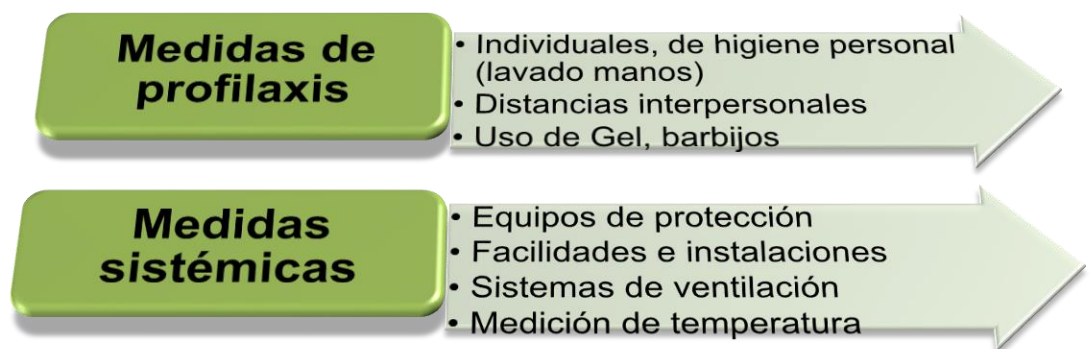 Medidas de
profilaxis
• Individuales, de higiene personal
(lavado manos)
• Distancias interpersonales
• Uso de Gel, barbijos
Medidas
sistémicas
• Equipos de protección
• Facilidades e instalaciones
• Sistemas de ventilación
• Medición de temperatura